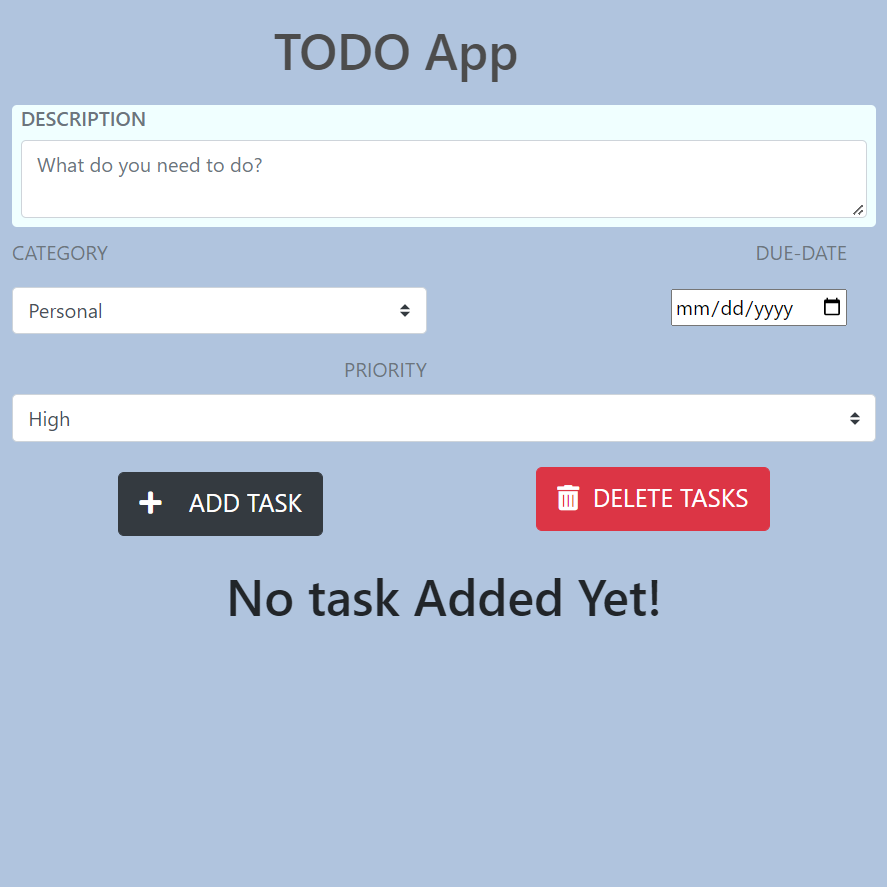 TODO App
DESCRIPTION
What do you need to do?
CATEGORY DUE-DATE
Personal mm/dd/yyyy
PRIORITY
High
ADD TASK DELETE TASKS
No task Added Yet!